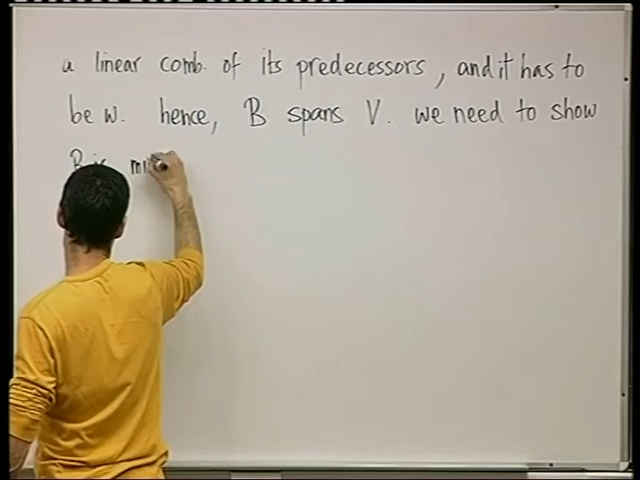 a linear comb. of its predecessors, and it has to
be w. hence, B spans V. we need to show
B is